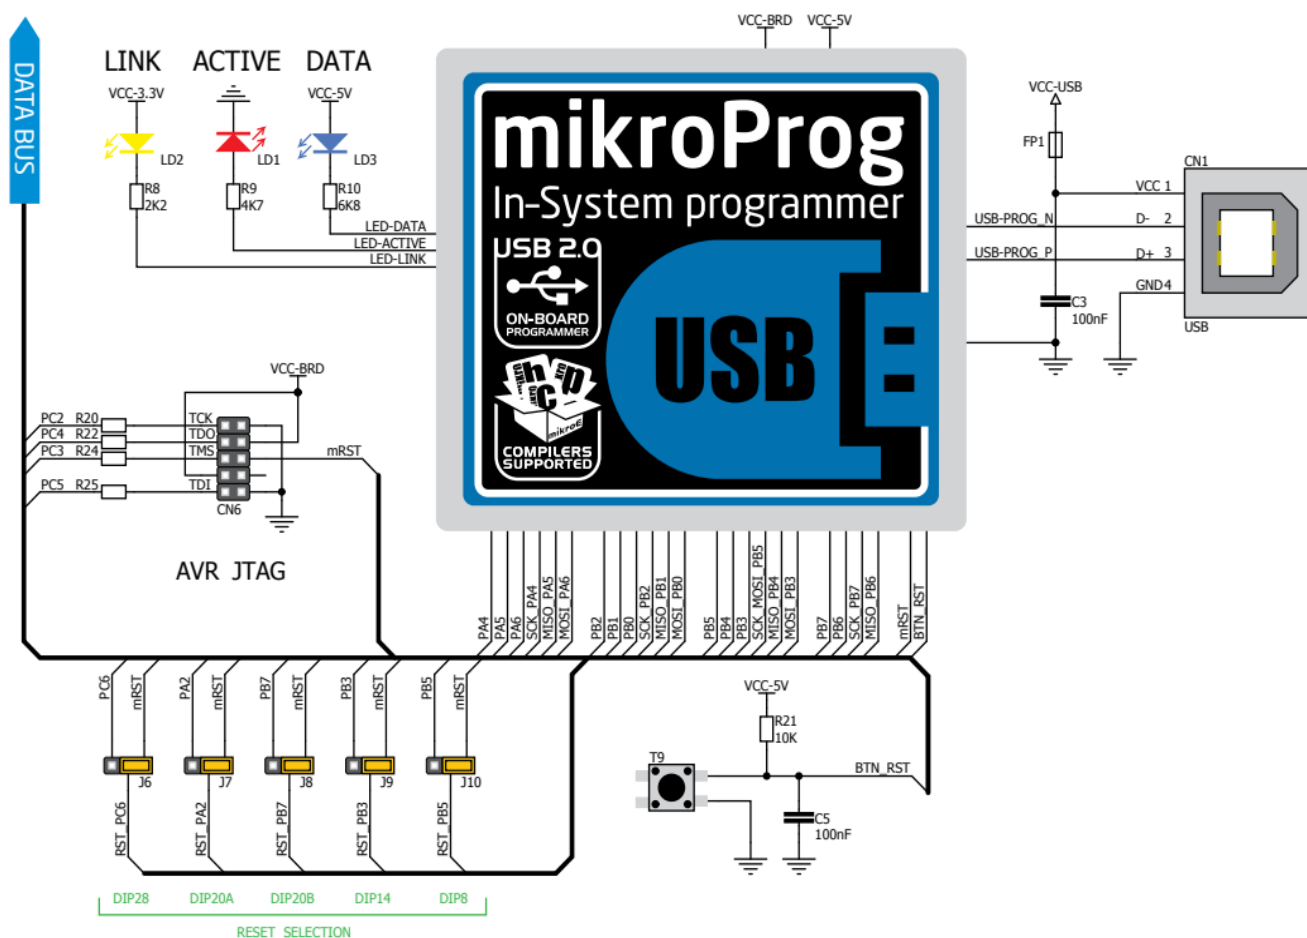 VCC-BRD VCC-5V
LINK ACTIVE DATA
VCC-3.3V VCC-5V
LD2 LD1 LD3
R8 R9 R10
2K2 4K7 6K8
LED-DATA
LED-ACTIVE
LED-LINK
DATA BUS
mikroProg
In-System programmer
USB 2.0
ON-BOARD
PROGRAMMER
USB
mikroE
COMPILERS
SUPPORTED
VCC-USB
FP1
CN1
VCC 1
USB-PROG_N D- 2
USB-PROG_P D+ 3
GND 4
C3
100nF
USB
VCC-BRD
PC2 R20 TCK
PC4 R22 TDO
PC3 R24 TMS mRST
PC5 R25 TDI
CN6
AVR JTAG
PA4
PA5
PA6
SCK_PA4
MISO_PA5
MOSI_PA6
PB2
PB1
PB0
SCK_PB2
MISO_PB1
MOSI_PB0
PB5
PB4
PB3
SCK_MOSI_PB5
MISO_PB4
MOSI_PB3
PB7
PB6
SCK_PB7
MISO_PB6
mRST
BTN_RST
PC6 mRST PA2 mRST PB7 mRST PB3 mRST PB5 mRST
J6 J7 J8 J9 J10
RST_PC6 RST_PA2 RST_PB7 RST_PB3 RST_PB5
DIP28 DIP20A DIP20B DIP14 DIP8
RESET SELECTION
VCC-5V
R21
10K
T9
BTN_RST
C5
100nF